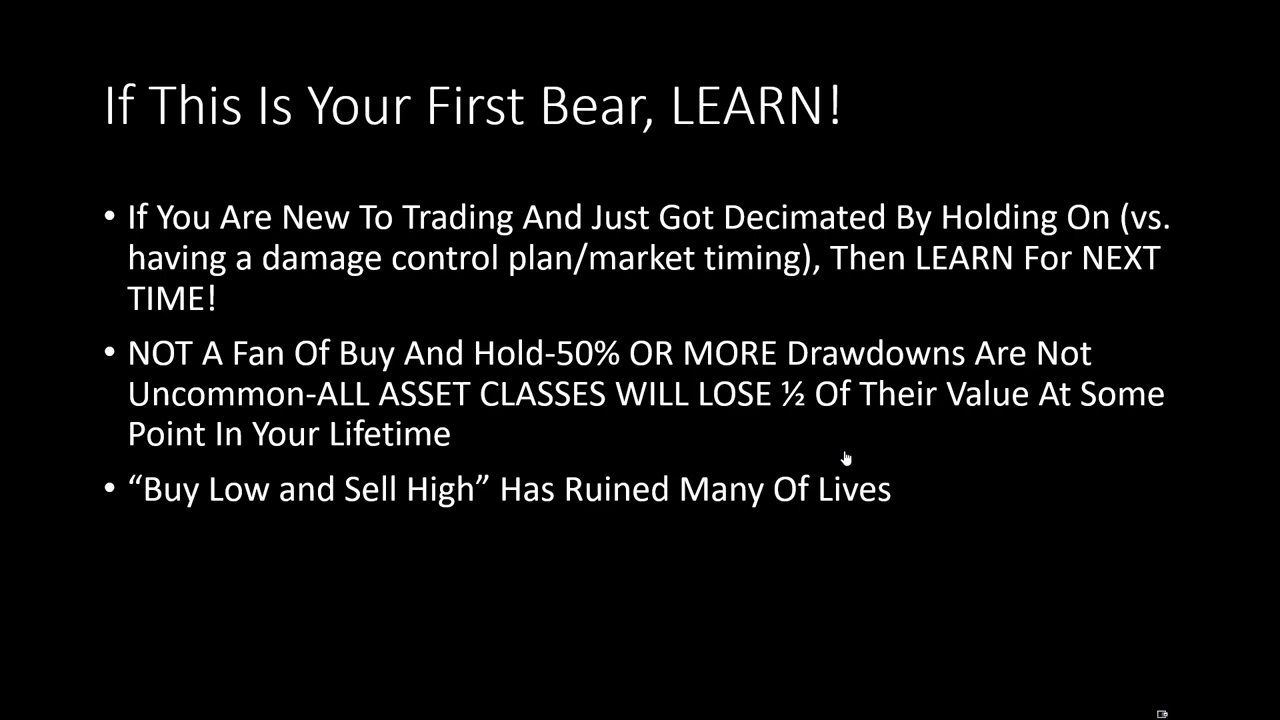 If This Is Your First Bear, LEARN!
• If You Are New To Trading And Just Got Decimated By Holding On (vs.
having a damage control plan/market timing), Then LEARN For NEXT
TIME!
• NOT A Fan Of Buy And Hold-50% OR MORE Drawdowns Are Not
Uncommon-ALL ASSET CLASSES WILL LOSE ½ Of Their Value At Some
Point In Your Lifetime
• “Buy Low and Sell High” Has Ruined Many Of Lives